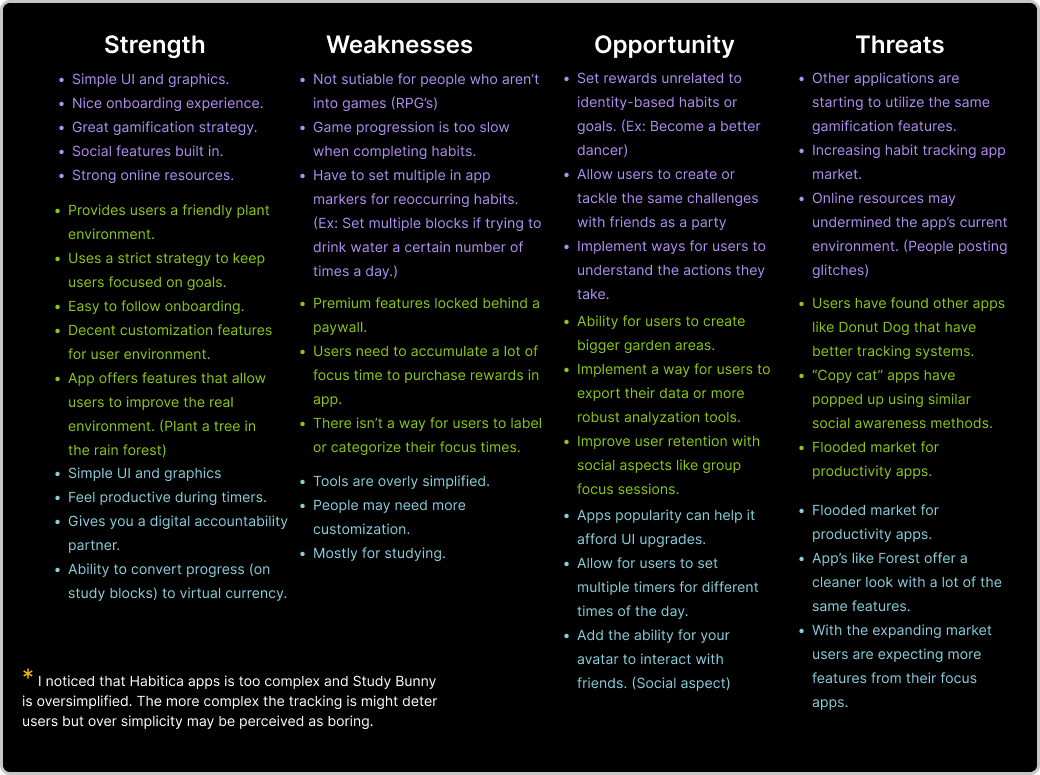 Strength
• Simple UI and graphics.
• Nice onboarding experience.
• Great gamification strategy.
• Social features built in.
• Strong online resources.
• Provides users a friendly plant
environment.
• Uses a strict strategy to keep
users focused on goals.
• Easy to follow onboarding.
• Decent customization features
for user environment.
• App offers features that allow
users to improve the real
environment. (Plant a tree in
the rain forest)
• Simple UI and graphics
• Feel productive during timers.
• Gives you a digital accountability
partner.
• Ability to convert progress (on
study blocks) to virtual currency.
Weaknesses
• Not sutiable for people who aren’t
into games (RPG’s)
• Game progression is too slow
when completing habits.
• Have to set multiple in app
markers for reoccurring habits.
(Ex: Set multiple blocks if trying to
drink water a certain number of
times a day.)
• Premium features locked behind a
paywall.
• Users need to accumulate a lot of
focus time to purchase rewards in
app.
• There isn’t a way for users to label
or categorize their focus times.
• Tools are overly simplified.
• People may need more
customization.
• Mostly for studying.
Opportunity
• Set rewards unrelated to
identity-based habits or
goals. (Ex: Become a better
dancer)
• Allow users to create or
tackle the same challenges
with friends as a party
• Implement ways for users to
understand the actions they
take.
• Ability for users to create
bigger garden areas.
• Implement a way for users to
export their data or more
robust analyzation tools.
• Improve user retention with
social aspects like group
focus sessions.
• Apps popularity can help it
afford UI upgrades.
• Allow for users to set
multiple timers for different
times of the day.
• Add the ability for your
avatar to interact with
friends. (Social aspect)
Threats
• Other applications are
starting to utilize the same
gamification features.
• Increasing habit tracking app
market.
• Online resources may
undermined the app’s current
environment. (People posting
glitches)
• Users have found other apps
like Donut Dog that have
better tracking systems.
• “Copy cat” apps have
popped up using similar
social awareness methods.
• Flooded market for
productivity apps.
• Flooded market for
productivity apps.
• App’s like Forest offer a
cleaner look with a lot of the
same features.
• With the expanding market
users are expecting more
features from their focus
apps.
* I noticed that Habitica apps is too complex and Study Bunny
is oversimplified. The more complex the tracking is might deter
users but over simplicity may be perceived as boring.